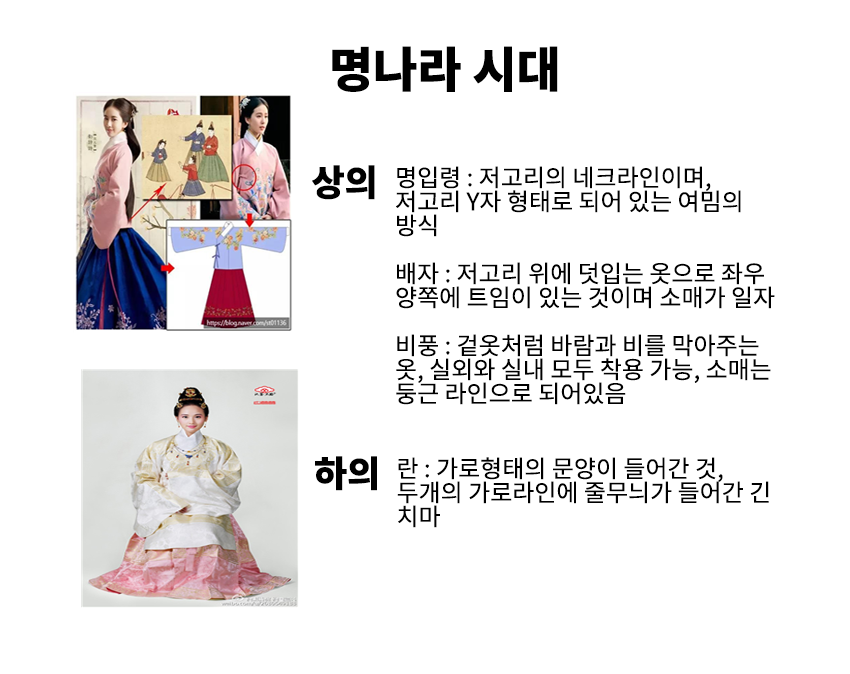 명나라 시대
상의
명입령 : 저고리의 네크라인이며,
저고리 Y자 형태로 되어 있는 여밈의
방식
배자 : 저고리 위에 덧입는 옷으로 좌우
양쪽에 트임이 있는 것이며 소매가 일자
비풍 : 겉옷처럼 바람과 비를 막아주는
옷, 실외와 실내 모두 착용 가능, 소매는
둥근 라인으로 되어있음
https://blog.naver.com/st01136
하의
란 : 가로형태의 문양이 들어간 것,
두개의 가로라인에 줄무늬가 들어간 긴
치마